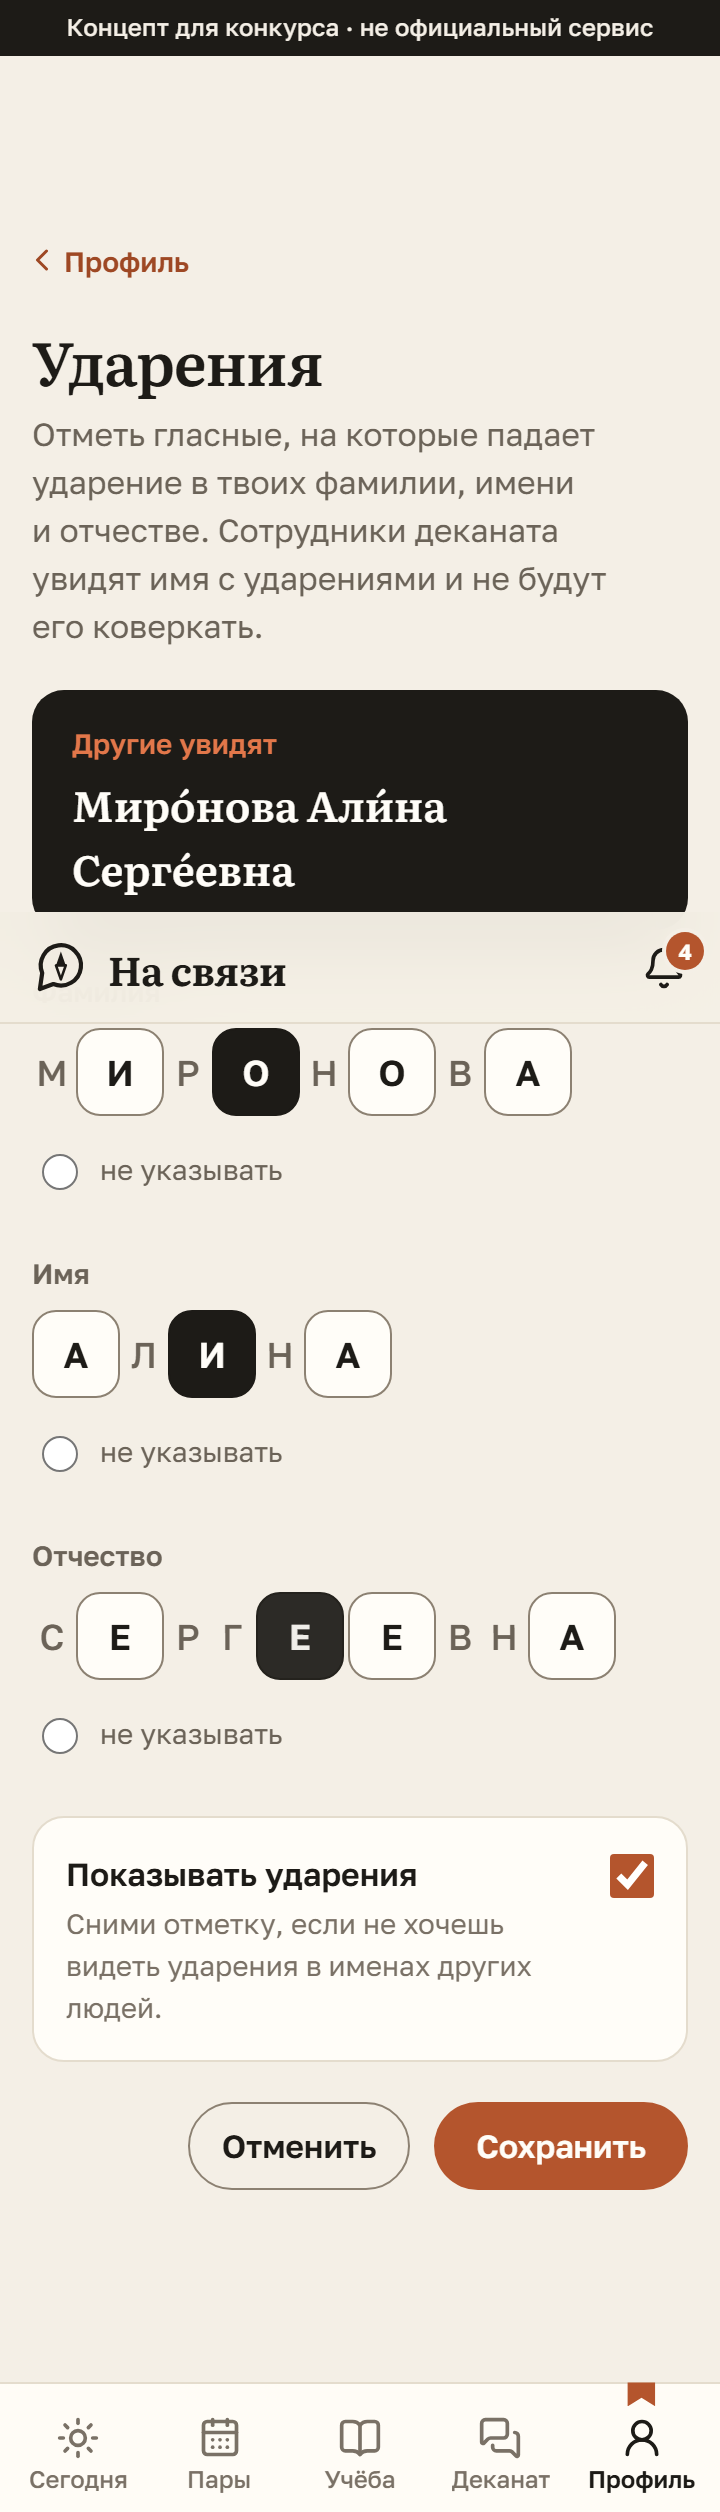 Концепт для конкурса · не официальный сервис
Профиль
Ударения
Отметь гласные, на которые падает
ударение в твоих фамилии, имени
и отчестве. Сотрудники деканата
увидят имя с ударениями и не будут
его коверкать.
Другие увидят
Миро́нова Али́на
Серге́евна
На связи
4
Фамилия
М И Р О Н О В А
не указывать
Имя
А Л И Н А
не указывать
Отчество
С Е Р Г Е Е В Н А
не указывать
Показывать ударения
Сними отметку, если не хочешь
видеть ударения в именах других
людей.
Отменить
Сохранить
Сегодня
Пары
Учёба
Деканат
Профиль